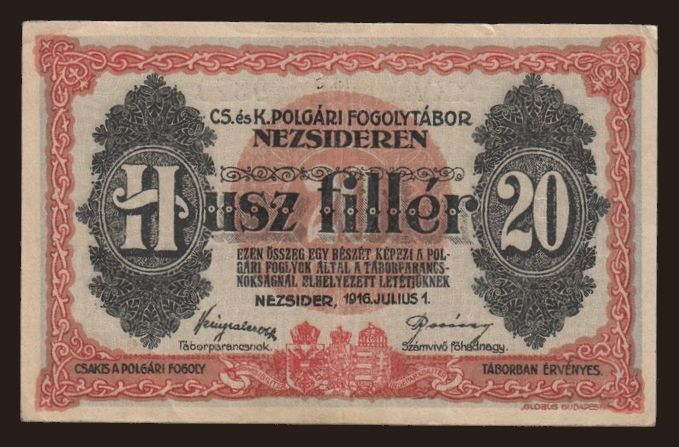 CS. és K. POLGÁRI FOGOLYTÁBOR
NEZSIDEREN
Husz fillér 20
EZEN ÖSSZEG EGY RÉSZÉT KÉPEZI A POL-
GÁRI FOGLYOK ÁLTAL A TÁBORPARANCS-
NOKSÁGNÁL ELHELYEZETT LETÉTJÜKNEK
NEZSIDER, 1916. JULIUS 1.
Táborparancsnok. Számvivő főhadnagy.
CSAKIS A POLGÁRI FOGOLY TÁBORBAN ÉRVÉNYES.
„GLOBUS” BUDAPEST